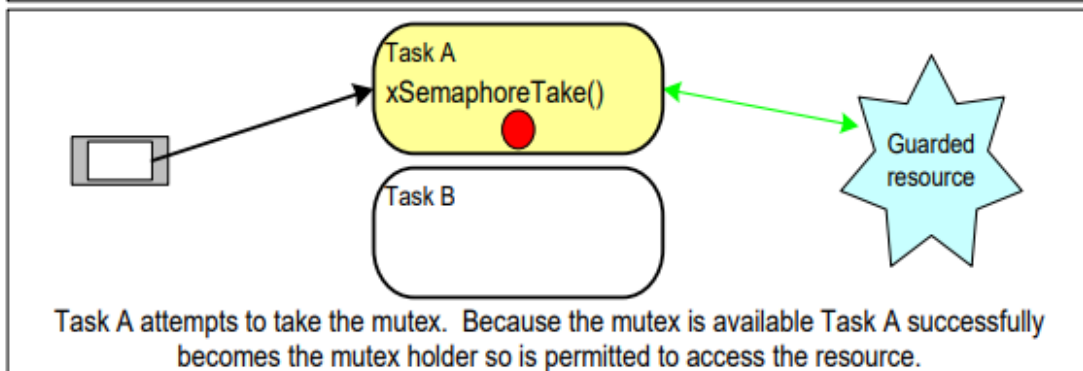 Task A
xSemaphoreTake()
Guarded
resource
Task B
Task A attempts to take the mutex.  Because the mutex is available Task A successfully
becomes the mutex holder so is permitted to access the resource.